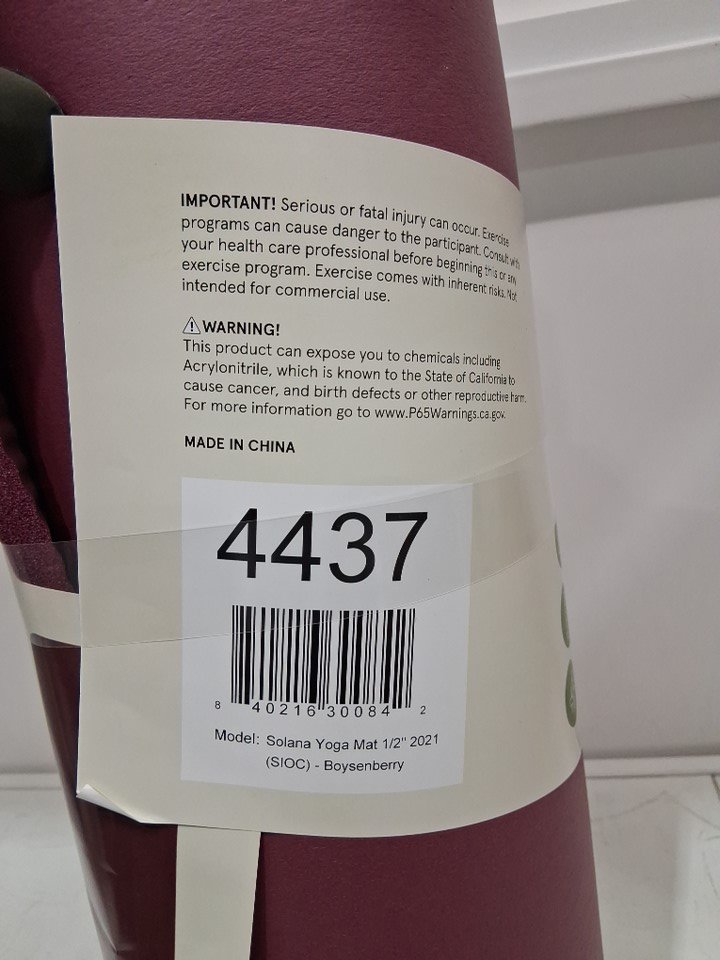 IMPORTANT! Serious or fatal injury can occur. Exercise
programs can cause danger to the participant. Consult with
your health care professional before beginning this or any
exercise program. Exercise comes with inherent risks. Not
intended for commercial use.
WARNING!
This product can expose you to chemicals including
Acrylonitrile, which is known to the State of California to
cause cancer, and birth defects or other reproductive harm.
For more information go to www.P65Warnings.ca.gov.
MADE IN CHINA
4437
8 40216 30084 2
Model: Solana Yoga Mat 1/2" 2021
(SIOC) - Boysenberry